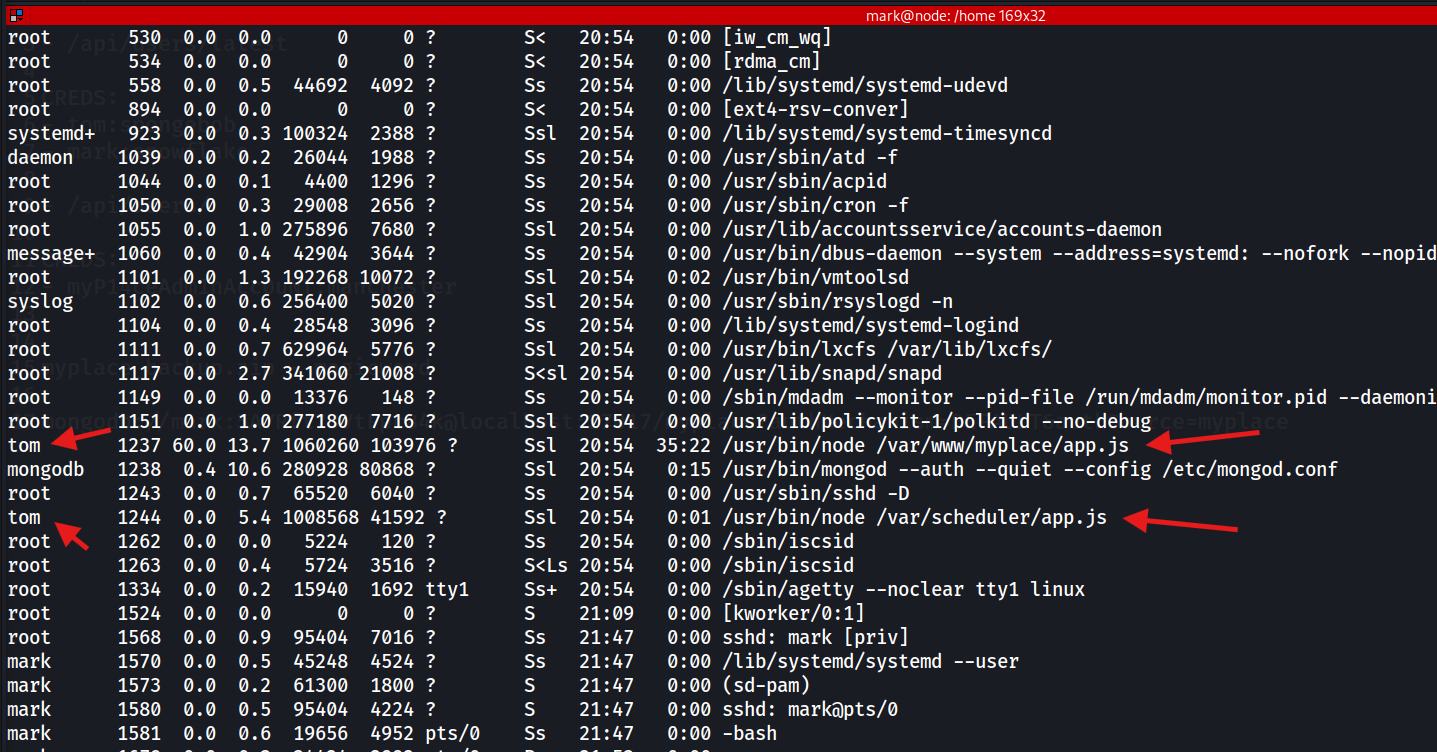 mark@node: /home 169x32
root 530 0.0 0.0 0 0 ? S< 20:54 0:00 [iw_cm_wq]
root 534 0.0 0.0 0 0 ? S< 20:54 0:00 [rdma_cm]
root 558 0.0 0.5 44692 4092 ? Ss 20:54 0:00 /lib/systemd/systemd-udevd
root 894 0.0 0.0 0 0 ? S< 20:54 0:00 [ext4-rsv-conver]
systemd+ 923 0.0 0.3 100324 2388 ? Ssl 20:54 0:00 /lib/systemd/systemd-timesyncd
daemon 1039 0.0 0.2 26044 1988 ? Ss 20:54 0:00 /usr/sbin/atd -f
root 1044 0.0 0.1 4400 1296 ? Ss 20:54 0:00 /usr/sbin/acpid
root 1050 0.0 0.3 29008 2656 ? Ss 20:54 0:00 /usr/sbin/cron -f
root 1055 0.0 1.0 275896 7680 ? Ssl 20:54 0:00 /usr/lib/accountsservice/accounts-daemon
message+ 1060 0.0 0.4 42904 3644 ? Ss 20:54 0:00 /usr/bin/dbus-daemon --system --address=systemd: --nofork --nopid
root 1101 0.0 1.3 192268 10072 ? Ssl 20:54 0:02 /usr/bin/vmtoolsd
syslog 1102 0.0 0.6 256400 5020 ? Ssl 20:54 0:00 /usr/sbin/rsyslogd -n
root 1104 0.0 0.4 28548 3096 ? Ss 20:54 0:00 /lib/systemd/systemd-logind
root 1111 0.0 0.7 629964 5776 ? Ssl 20:54 0:00 /usr/bin/lxcfs /var/lib/lxcfs/
root 1117 0.0 2.7 341060 21008 ? S<sl 20:54 0:00 /usr/lib/snapd/snapd
root 1149 0.0 0.0 13376 148 ? Ss 20:54 0:00 /sbin/mdadm --monitor --pid-file /run/mdadm/monitor.pid --daemoni
root 1151 0.0 1.0 277180 7716 ? Ssl 20:54 0:00 /usr/lib/policykit-1/polkitd --no-debug
tom 1237 60.0 13.7 1060260 103976 ? Ssl 20:54 35:22 /usr/bin/node /var/www/myplace/app.js
mongodb 1238 0.4 10.6 280928 80868 ? Ssl 20:54 0:15 /usr/bin/mongod --auth --quiet --config /etc/mongod.conf
root 1243 0.0 0.7 65520 6040 ? Ss 20:54 0:00 /usr/sbin/sshd -D
tom 1244 0.0 5.4 1008568 41592 ? Ssl 20:54 0:01 /usr/bin/node /var/scheduler/app.js
root 1262 0.0 0.0 5224 120 ? Ss 20:54 0:00 /sbin/iscsid
root 1263 0.0 0.4 5724 3516 ? S<Ls 20:54 0:00 /sbin/iscsid
root 1334 0.0 0.2 15940 1692 tty1 Ss+ 20:54 0:00 /sbin/agetty --noclear tty1 linux
root 1524 0.0 0.0 0 0 ? S 21:09 0:00 [kworker/0:1]
root 1568 0.0 0.9 95404 7016 ? Ss 21:47 0:00 sshd: mark [priv]
mark 1570 0.0 0.5 45248 4524 ? Ss 21:47 0:00 /lib/systemd/systemd --user
mark 1573 0.0 0.2 61300 1800 ? S 21:47 0:00 (sd-pam)
mark 1580 0.0 0.5 95404 4224 ? S 21:47 0:00 sshd: mark@pts/0
mark 1581 0.0 0.6 19656 4952 pts/0 Ss 21:47 0:00 -bash